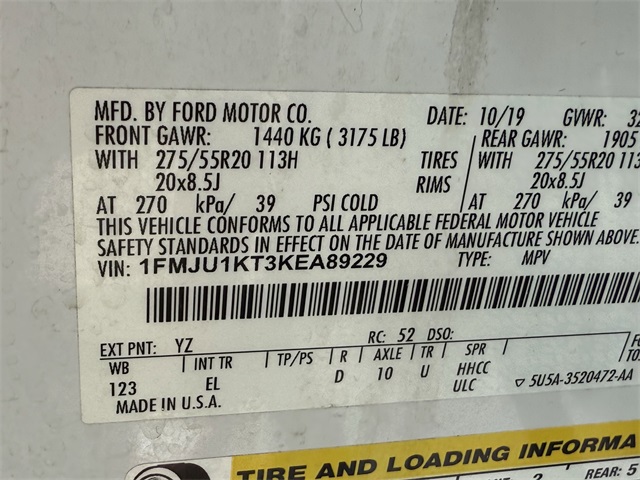 MFD. BY FORD MOTOR CO. DATE: 10/19 GVWR: 32
FRONT GAWR: 1440 KG ( 3175 LB) REAR GAWR: 1905
WITH 275/55R20 113H TIRES WITH 275/55R20 113
20x8.5J RIMS 20x8.5J
AT 270 kPa/ 39 PSI COLD AT 270 kPa/ 39
THIS VEHICLE CONFORMS TO ALL APPLICABLE FEDERAL MOTOR VEHICLE
SAFETY STANDARDS IN EFFECT ON THE DATE OF MANUFACTURE SHOWN ABOVE.
VIN: 1FMJU1KT3KEA89229 TYPE: MPV
EXT PNT: YZ RC: 52 DSO:
WB INT TR TP/PS R AXLE TR SPR
123 EL D 10 U HHCC
ULC
MADE IN U.S.A. 5U5A-3520472-AA
TIRE AND LOADING INFORMA
REAR: 5